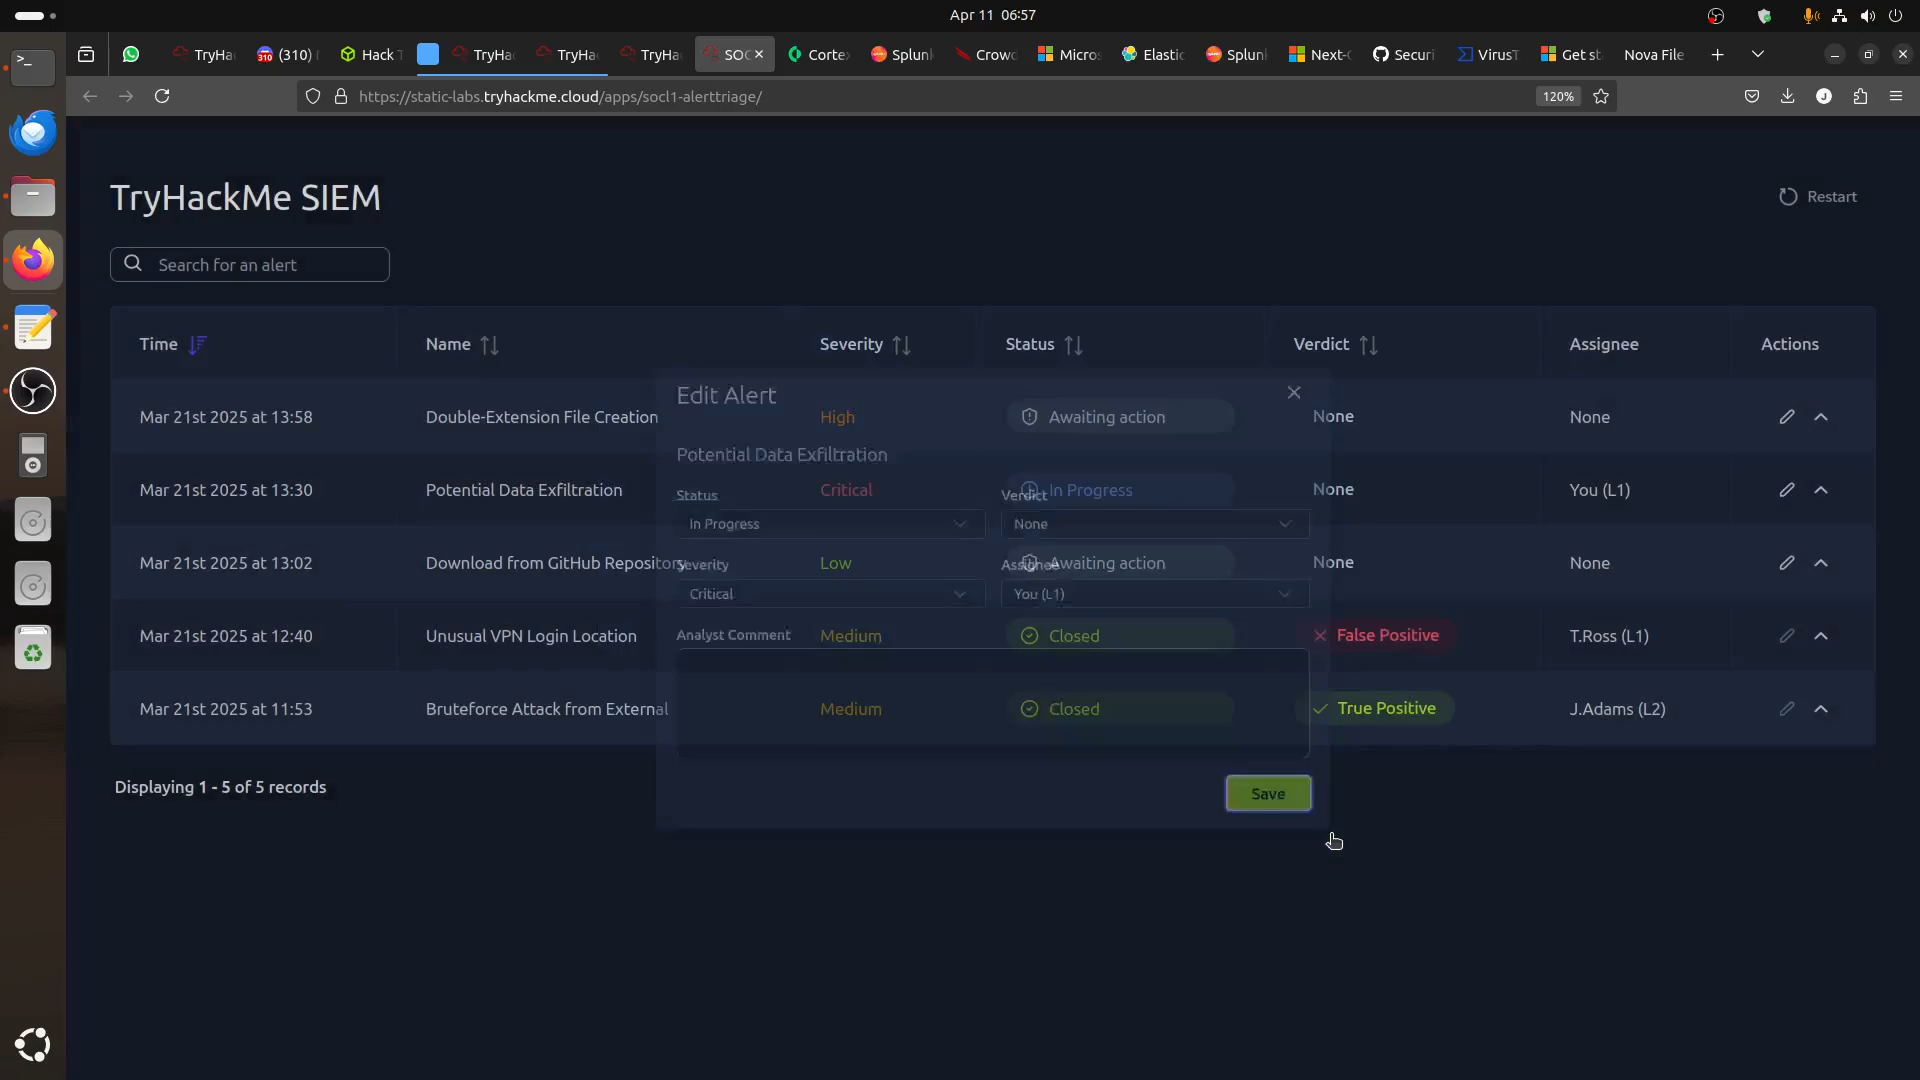 Apr 11 06:57
TryHa
(310)
Hack T
TryHa
TryHa
TryHa
SOC
Cortex
Splun
Crowd
Micros
Elastic
Splun
Next-G
Securi
VirusT
Get st
Nova File
https://static-labs.tryhackme.cloud/apps/socl1-alerttriage/
120%
J
TryHackMe SIEM
Restart
Search for an alert
Time Name Severity Status Verdict Assignee Actions
Mar 21st 2025 at 13:58 Double-Extension File Creation High Awaiting action None None
Mar 21st 2025 at 13:30 Potential Data Exfiltration Critical In Progress None You (L1)
Mar 21st 2025 at 13:02 Download from GitHub Repository Low Awaiting action None None
Mar 21st 2025 at 12:40 Unusual VPN Login Location Medium Closed False Positive T.Ross (L1)
Mar 21st 2025 at 11:53 Bruteforce Attack from External Medium Closed True Positive J.Adams (L2)
Displaying 1 - 5 of 5 records
Edit Alert
Potential Data Exfiltration
Status Verdict
In Progress None
Severity Assignee
Critical You (L1)
Analyst Comment
Save